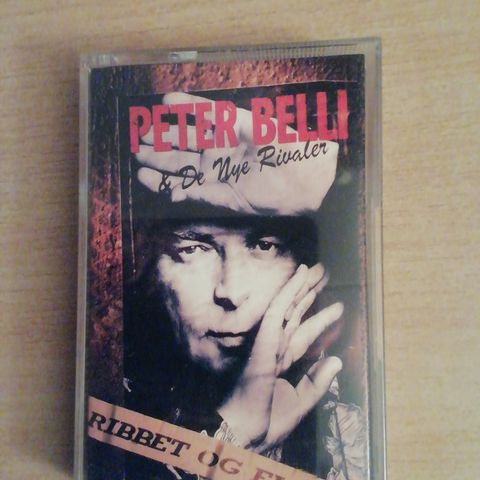 PETER BELLI
& De Nye Rivaler
RIBBET OG